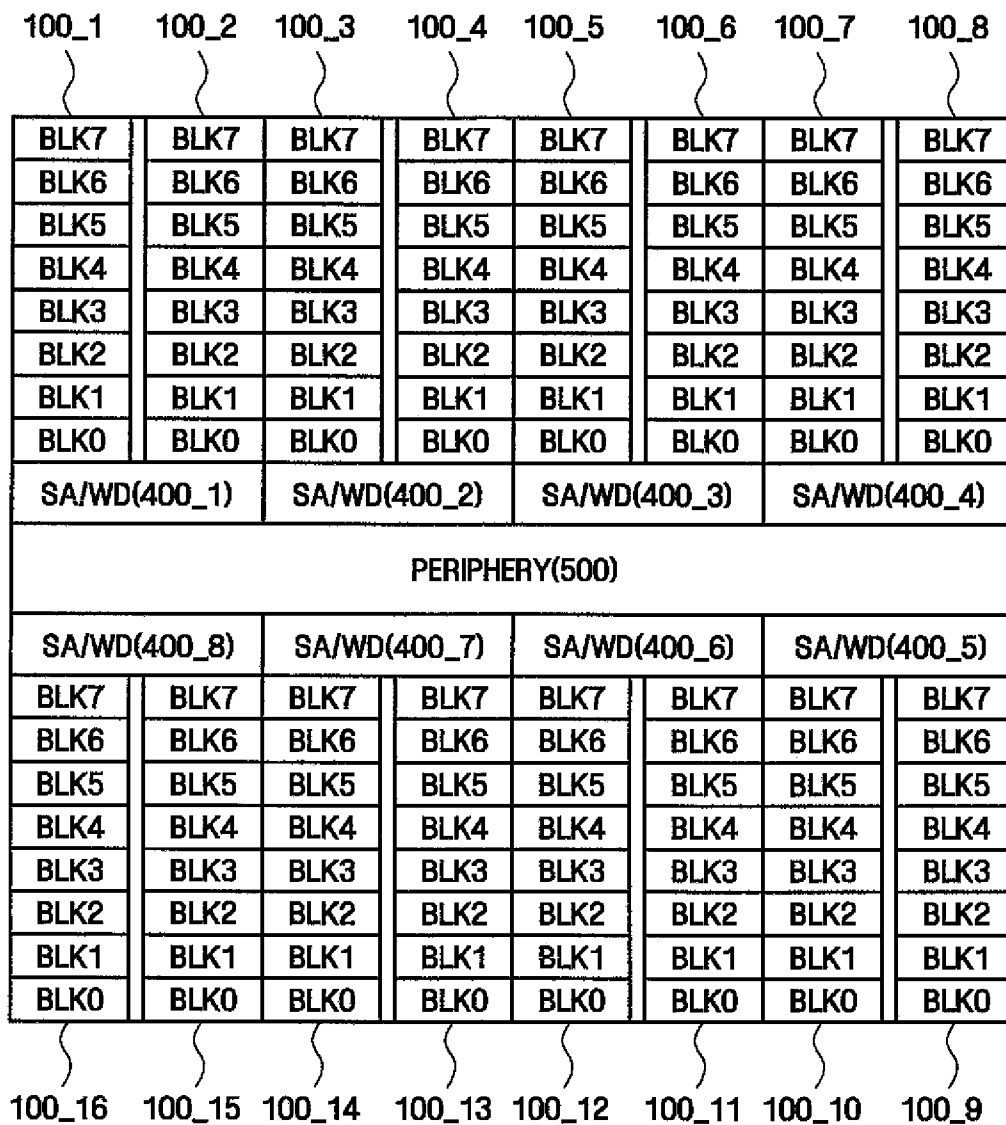 100_1 100_2 100_3 100_4 100_5 100_6 100_7 100_8
BLK7 BLK7 BLK7 BLK7 BLK7 BLK7 BLK7 BLK7
BLK6 BLK6 BLK6 BLK6 BLK6 BLK6 BLK6 BLK6
BLK5 BLK5 BLK5 BLK5 BLK5 BLK5 BLK5 BLK5
BLK4 BLK4 BLK4 BLK4 BLK4 BLK4 BLK4 BLK4
BLK3 BLK3 BLK3 BLK3 BLK3 BLK3 BLK3 BLK3
BLK2 BLK2 BLK2 BLK2 BLK2 BLK2 BLK2 BLK2
BLK1 BLK1 BLK1 BLK1 BLK1 BLK1 BLK1 BLK1
BLK0 BLK0 BLK0 BLK0 BLK0 BLK0 BLK0 BLK0
SA/WD(400_1) SA/WD(400_2) SA/WD(400_3) SA/WD(400_4)
PERIPHERY(500)
SA/WD(400_8) SA/WD(400_7) SA/WD(400_6) SA/WD(400_5)
BLK7 BLK7 BLK7 BLK7 BLK7 BLK7 BLK7 BLK7
BLK6 BLK6 BLK6 BLK6 BLK6 BLK6 BLK6 BLK6
BLK5 BLK5 BLK5 BLK5 BLK5 BLK5 BLK5 BLK5
BLK4 BLK4 BLK4 BLK4 BLK4 BLK4 BLK4 BLK4
BLK3 BLK3 BLK3 BLK3 BLK3 BLK3 BLK3 BLK3
BLK2 BLK2 BLK2 BLK2 BLK2 BLK2 BLK2 BLK2
BLK1 BLK1 BLK1 BLK1 BLK1 BLK1 BLK1 BLK1
BLK0 BLK0 BLK0 BLK0 BLK0 BLK0 BLK0 BLK0
100_16 100_15 100_14 100_13 100_12 100_11 100_10 100_9